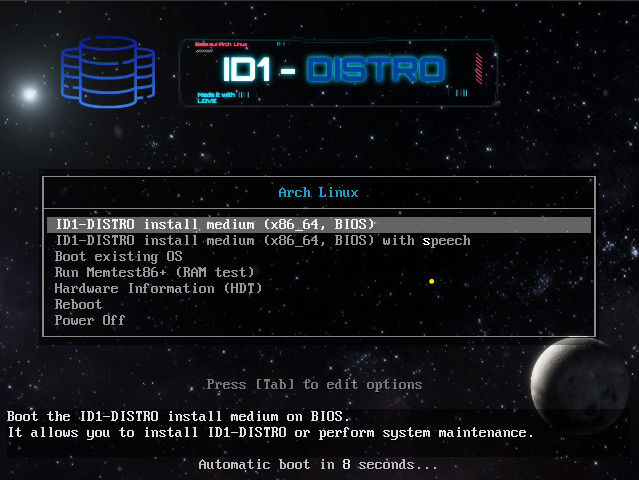 Base sur Arch Linux
ID1 - DISTRO
Made it with
LOVE
Arch Linux
ID1-DISTRO install medium (x86_64, BIOS)
ID1-DISTRO install medium (x86_64, BIOS) with speech
Boot existing OS
Run Memtest86+ (RAM test)
Hardware Information (HDT)
Reboot
Power Off
Press [Tab] to edit options
Boot the ID1-DISTRO install medium on BIOS.
It allows you to install ID1-DISTRO or perform system maintenance.
Automatic boot in 8 seconds...